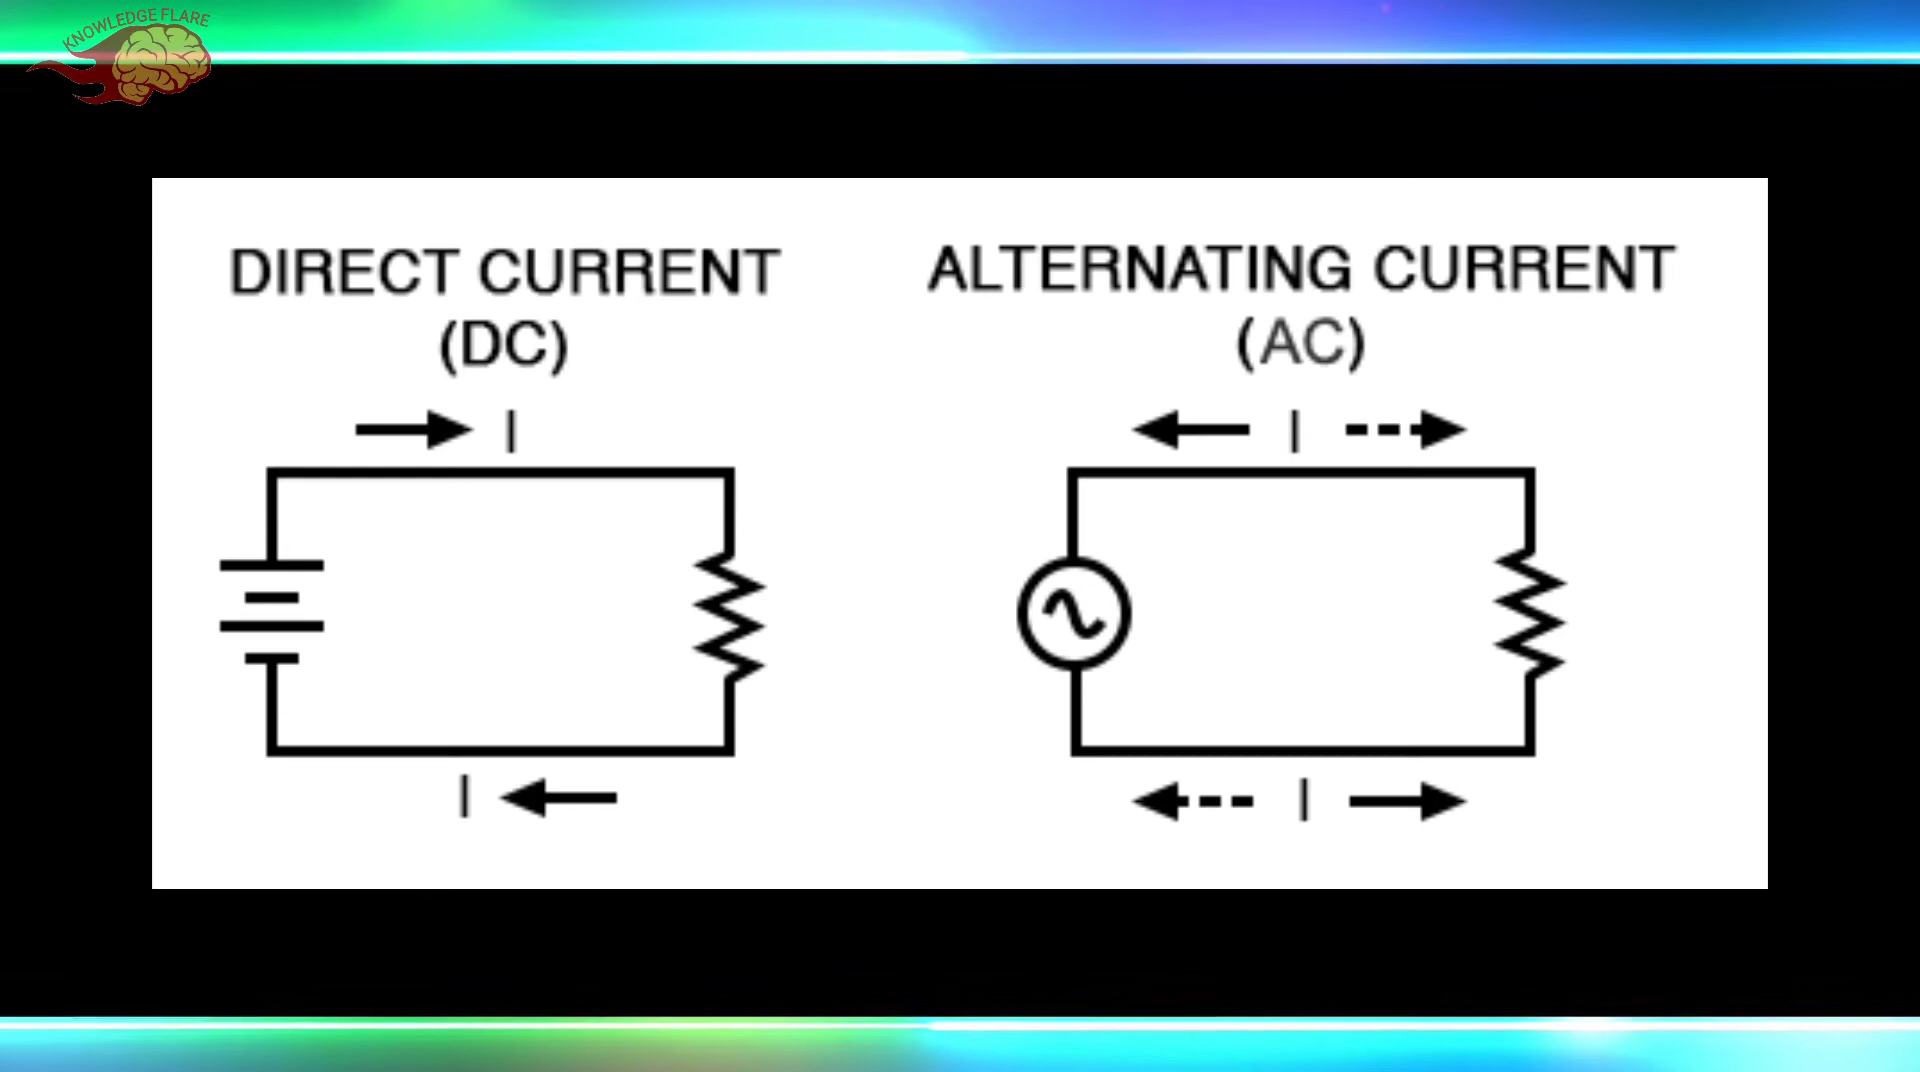 KNOWLEDGE FLARE
DIRECT CURRENT
(DC)
ALTERNATING CURRENT
(AC)
I
I
I
I